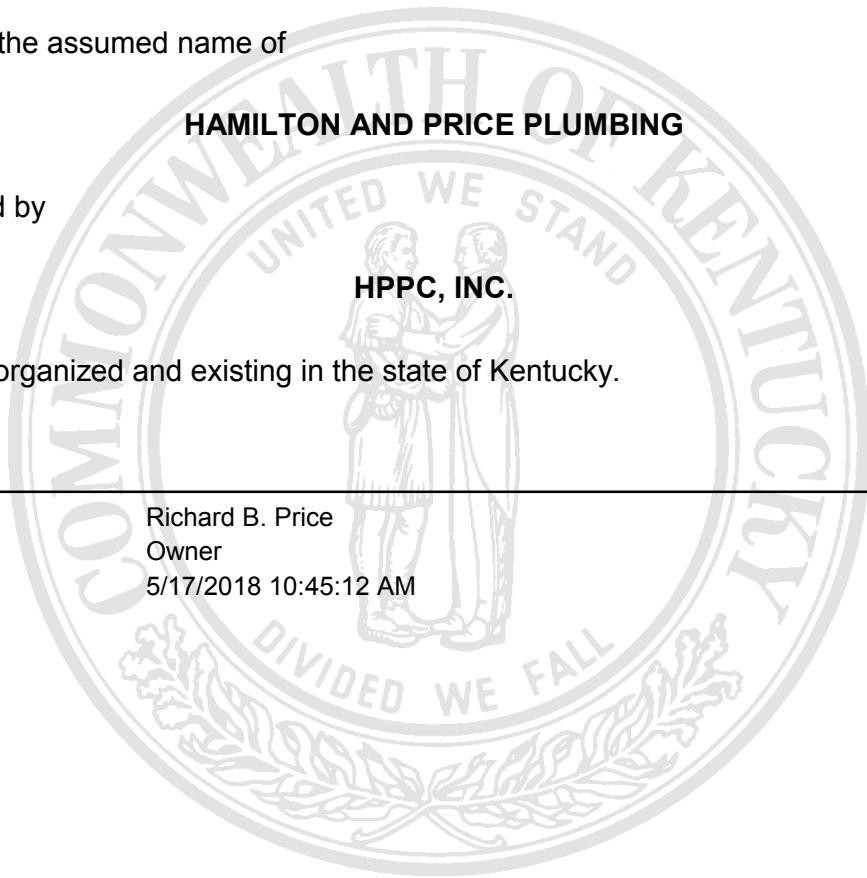 the assumed name of
HAMILTON AND PRICE PLUMBING
d by
HPPC, INC.
organized and existing in the state of Kentucky.
Richard B. Price
Owner
5/17/2018 10:45:12 AM
COMMONWEALTH OF KENTUCKY
UNITED WE STAND
DIVIDED WE FALL